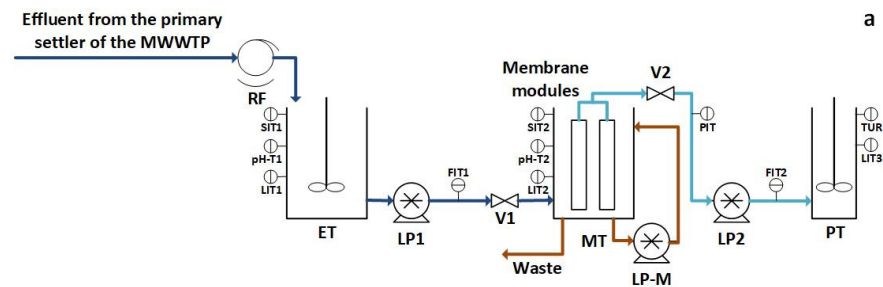 Effluent from the primary
settler of the MWWTP
a
RF
Membrane
modules
V2
SIT1
pH-T1
LIT1
FIT1
SIT2
pH-T2
LIT2
PIT
FIT2
TUR
LIT3
ET
LP1
V1
MT
LP-M
LP2
PT
Waste